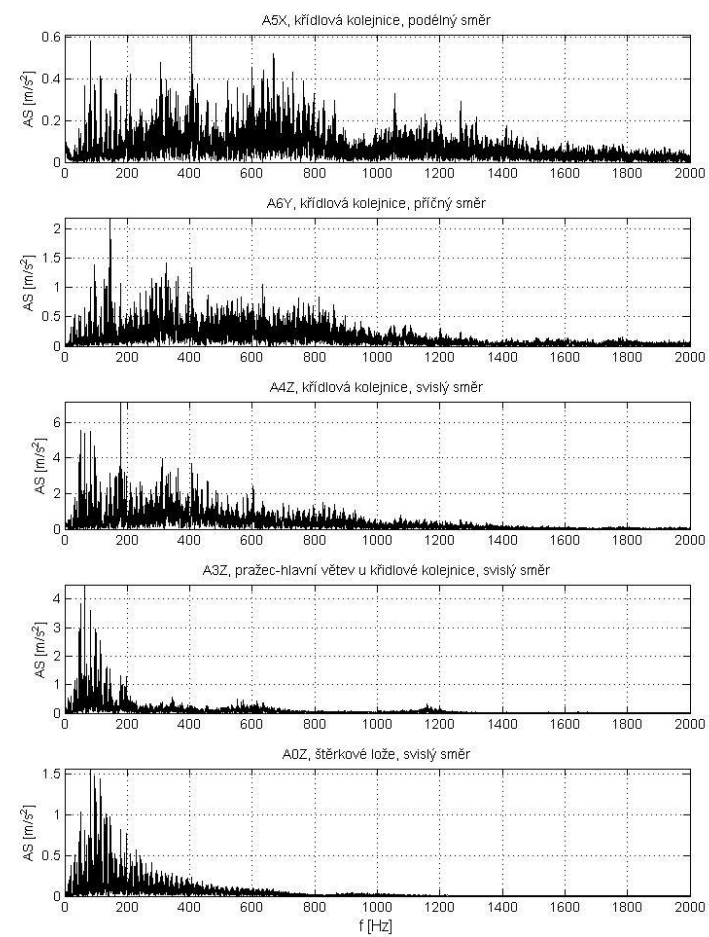 A5X, křídlová kolejnice, podélný směr
0.6
0.4
0.2
0
AS [m/s²]
0 200 400 600 800 1000 1200 1400 1600 1800 2000
A6Y, křídlová kolejnice, příčný směr
2
1.5
1
0.5
0
AS [m/s²]
0 200 400 600 800 1000 1200 1400 1600 1800 2000
A4Z, křídlová kolejnice, svislý směr
6
4
2
0
AS [m/s²]
0 200 400 600 800 1000 1200 1400 1600 1800 2000
A3Z, pražec-hlavní větev u křidlové kolejnice, svislý směr
4
3
2
1
0
AS [m/s²]
0 200 400 600 800 1000 1200 1400 1600 1800 2000
A0Z, štěrkové lože, svislý směr
1.5
1
0.5
0
AS [m/s²]
0 200 400 600 800 1000 1200 1400 1600 1800 2000
f [Hz]